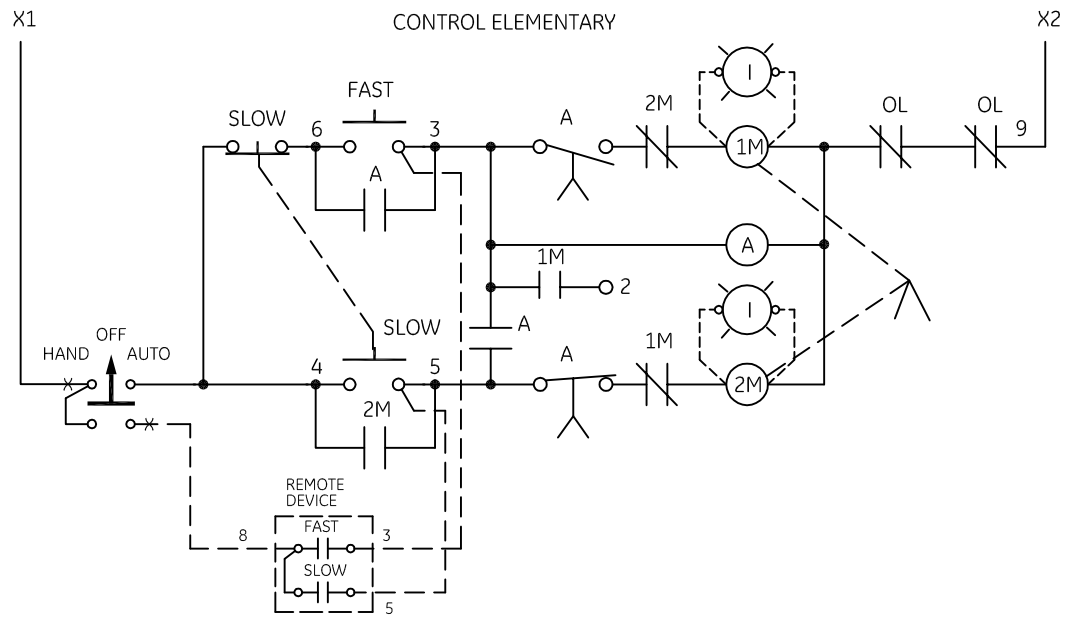 X1
CONTROL ELEMENTARY
X2
I
FAST
SLOW
6
3
A
2M
OL
OL
9
1M
A
A
1M
2
I
SLOW
A
OFF
HAND
AUTO
4
5
A
1M
2M
2M
REMOTE
DEVICE
FAST
8
3
SLOW
5